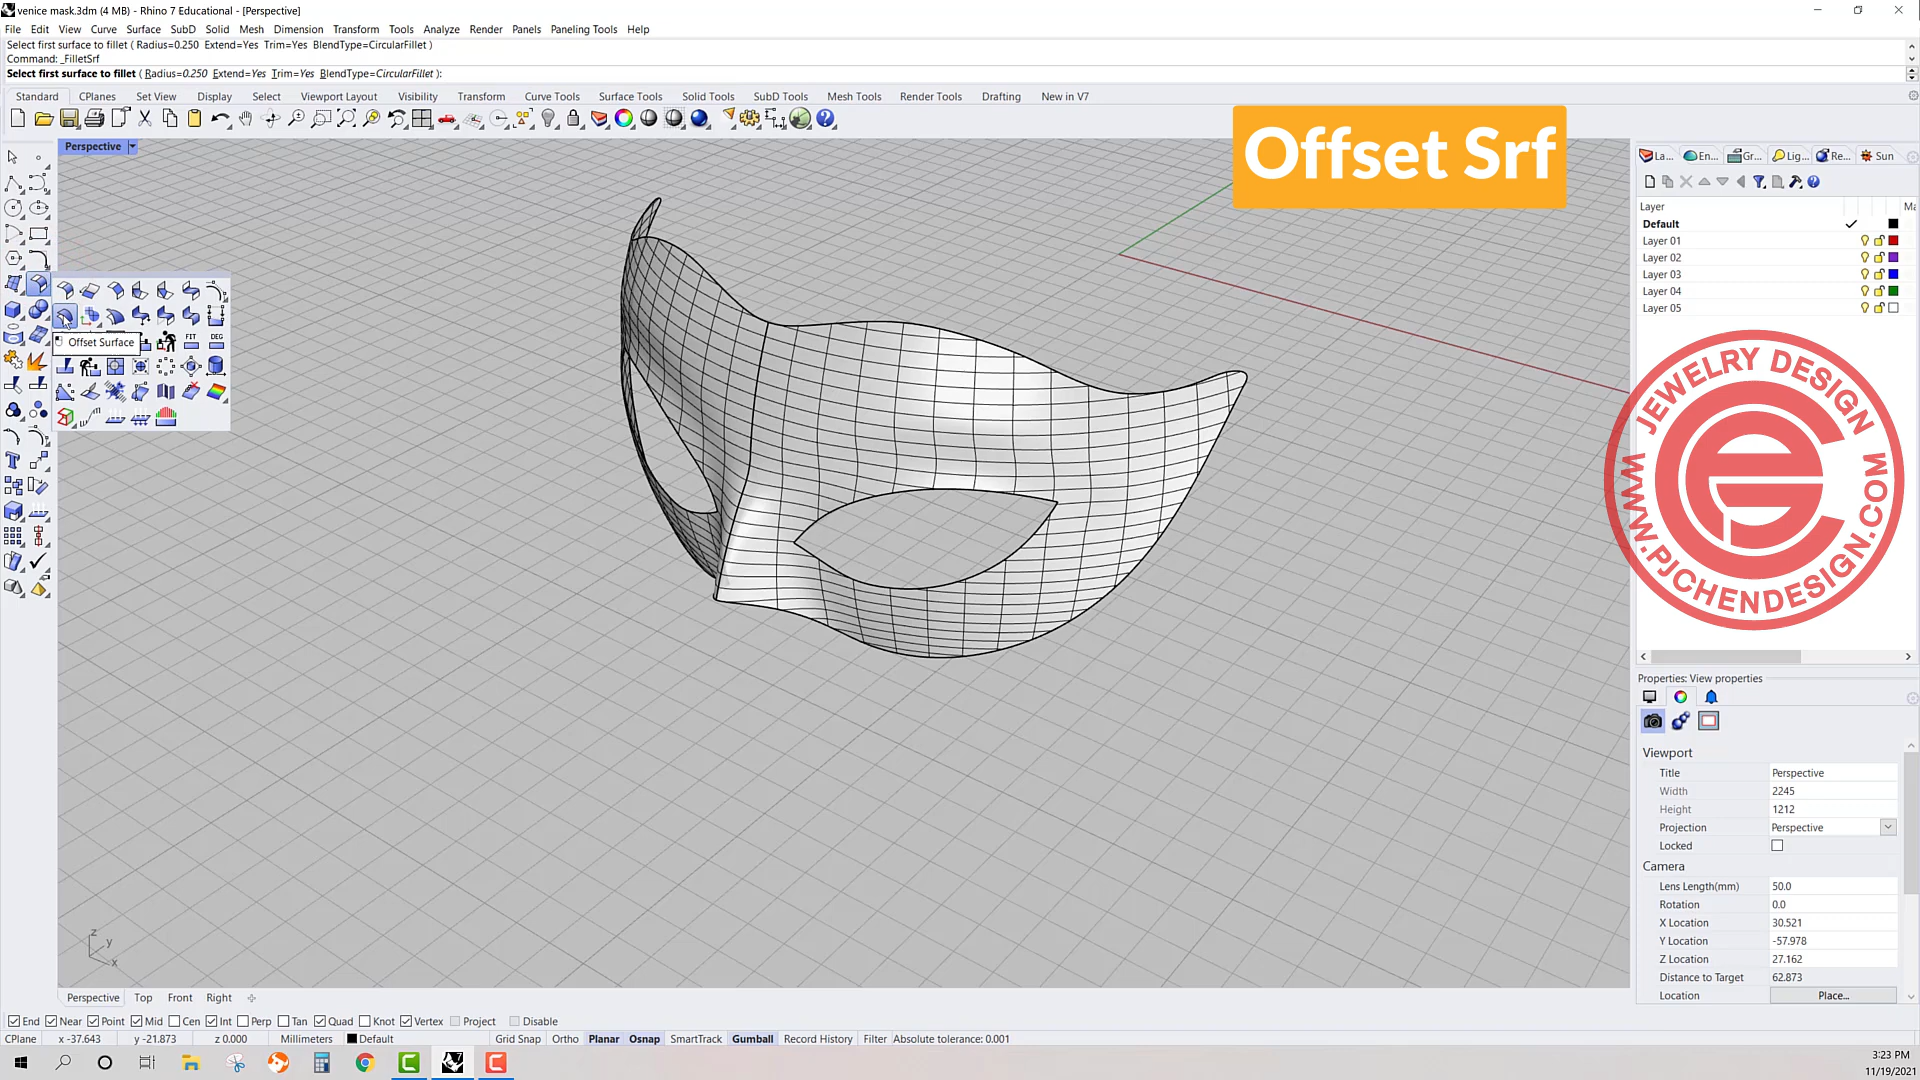 venice mask.3dm (4 MB) - Rhino 7 Educational - [Perspective]
File Edit View Curve Surface SubD Solid Mesh Dimension Transform Tools Analyze Render Panels Paneling Tools Help
Select first surface to fillet ( Radius=0.250 Extend=Yes Trim=Yes BlendType=CircularFillet )
Command: _FilletSrf
Select first surface to fillet ( Radius=0.250 Extend=Yes Trim=Yes BlendType=CircularFillet ):
Standard CPlanes Set View Display Select Viewport Layout Visibility Transform Curve Tools Surface Tools Solid Tools SubD Tools Mesh Tools Render Tools Drafting New in V7
Offset Srf
Perspective
La... En... Gr... Lig... Re... Sun
Layer Ma
Default
Layer 01
Layer 02
Layer 03
Layer 04
Layer 05
Offset Surface
FIT DEG
JEWELRY DESIGN
WWW.PJCHENDESIGN.COM
Properties: View properties
Viewport
Title Perspective
Width 2245
Height 1212
Projection Perspective
Locked
Camera
Lens Length(mm) 50.0
Rotation 0.0
X Location 30.521
Y Location -57.978
Z Location 27.162
Distance to Target 62.873
Location Place...
z
y
x
Perspective Top Front Right
End Near Point Mid Cen Int Perp Tan Quad Knot Vertex Project Disable
CPlane x -37.643 y -21.873 z 0.000 Millimeters Default Grid Snap Ortho Planar Osnap SmartTrack Gumball Record History Filter Absolute tolerance: 0.001
3:23 PM
11/19/2021